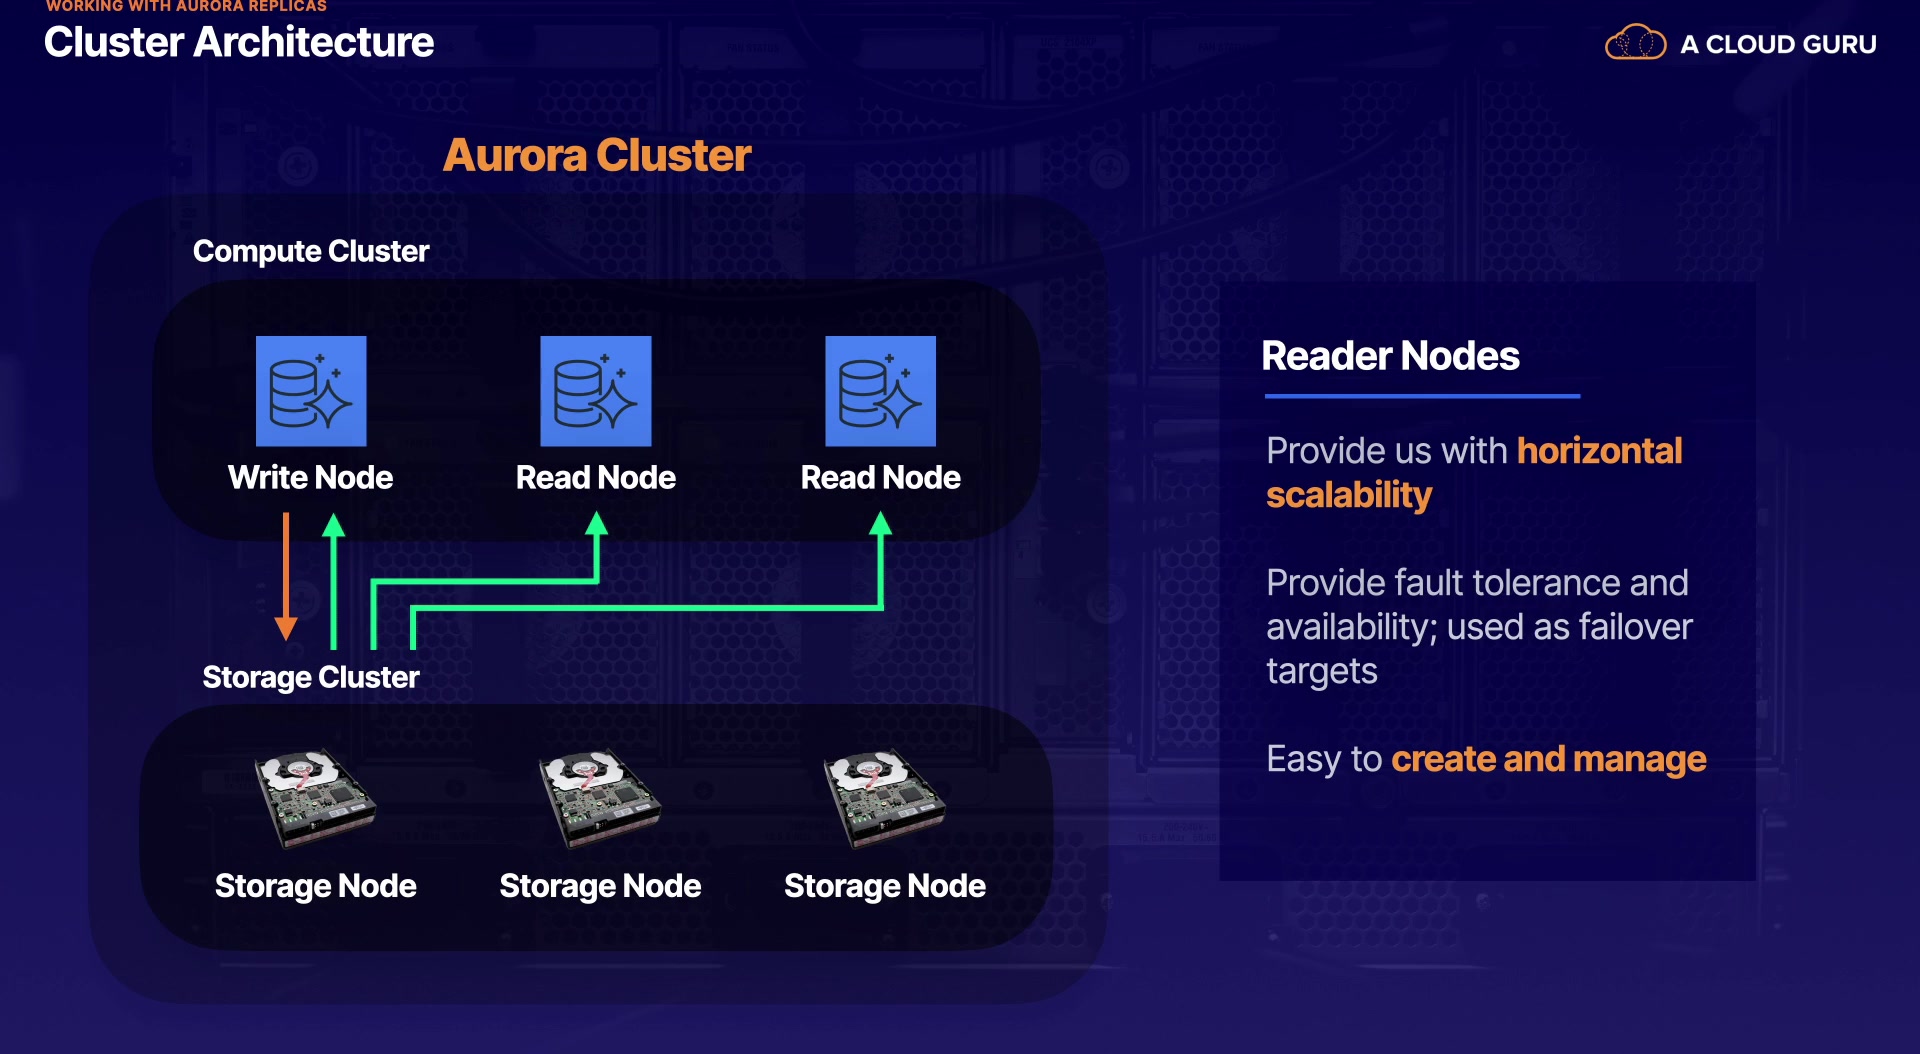 WORKING WITH AURORA REPLICAS
Cluster Architecture
A CLOUD GURU
Aurora Cluster
Compute Cluster
Write Node
Read Node
Read Node
Storage Cluster
Storage Node
Storage Node
Storage Node
Reader Nodes
Provide us with horizontal
scalability
Provide fault tolerance and
availability; used as failover
targets
Easy to create and manage